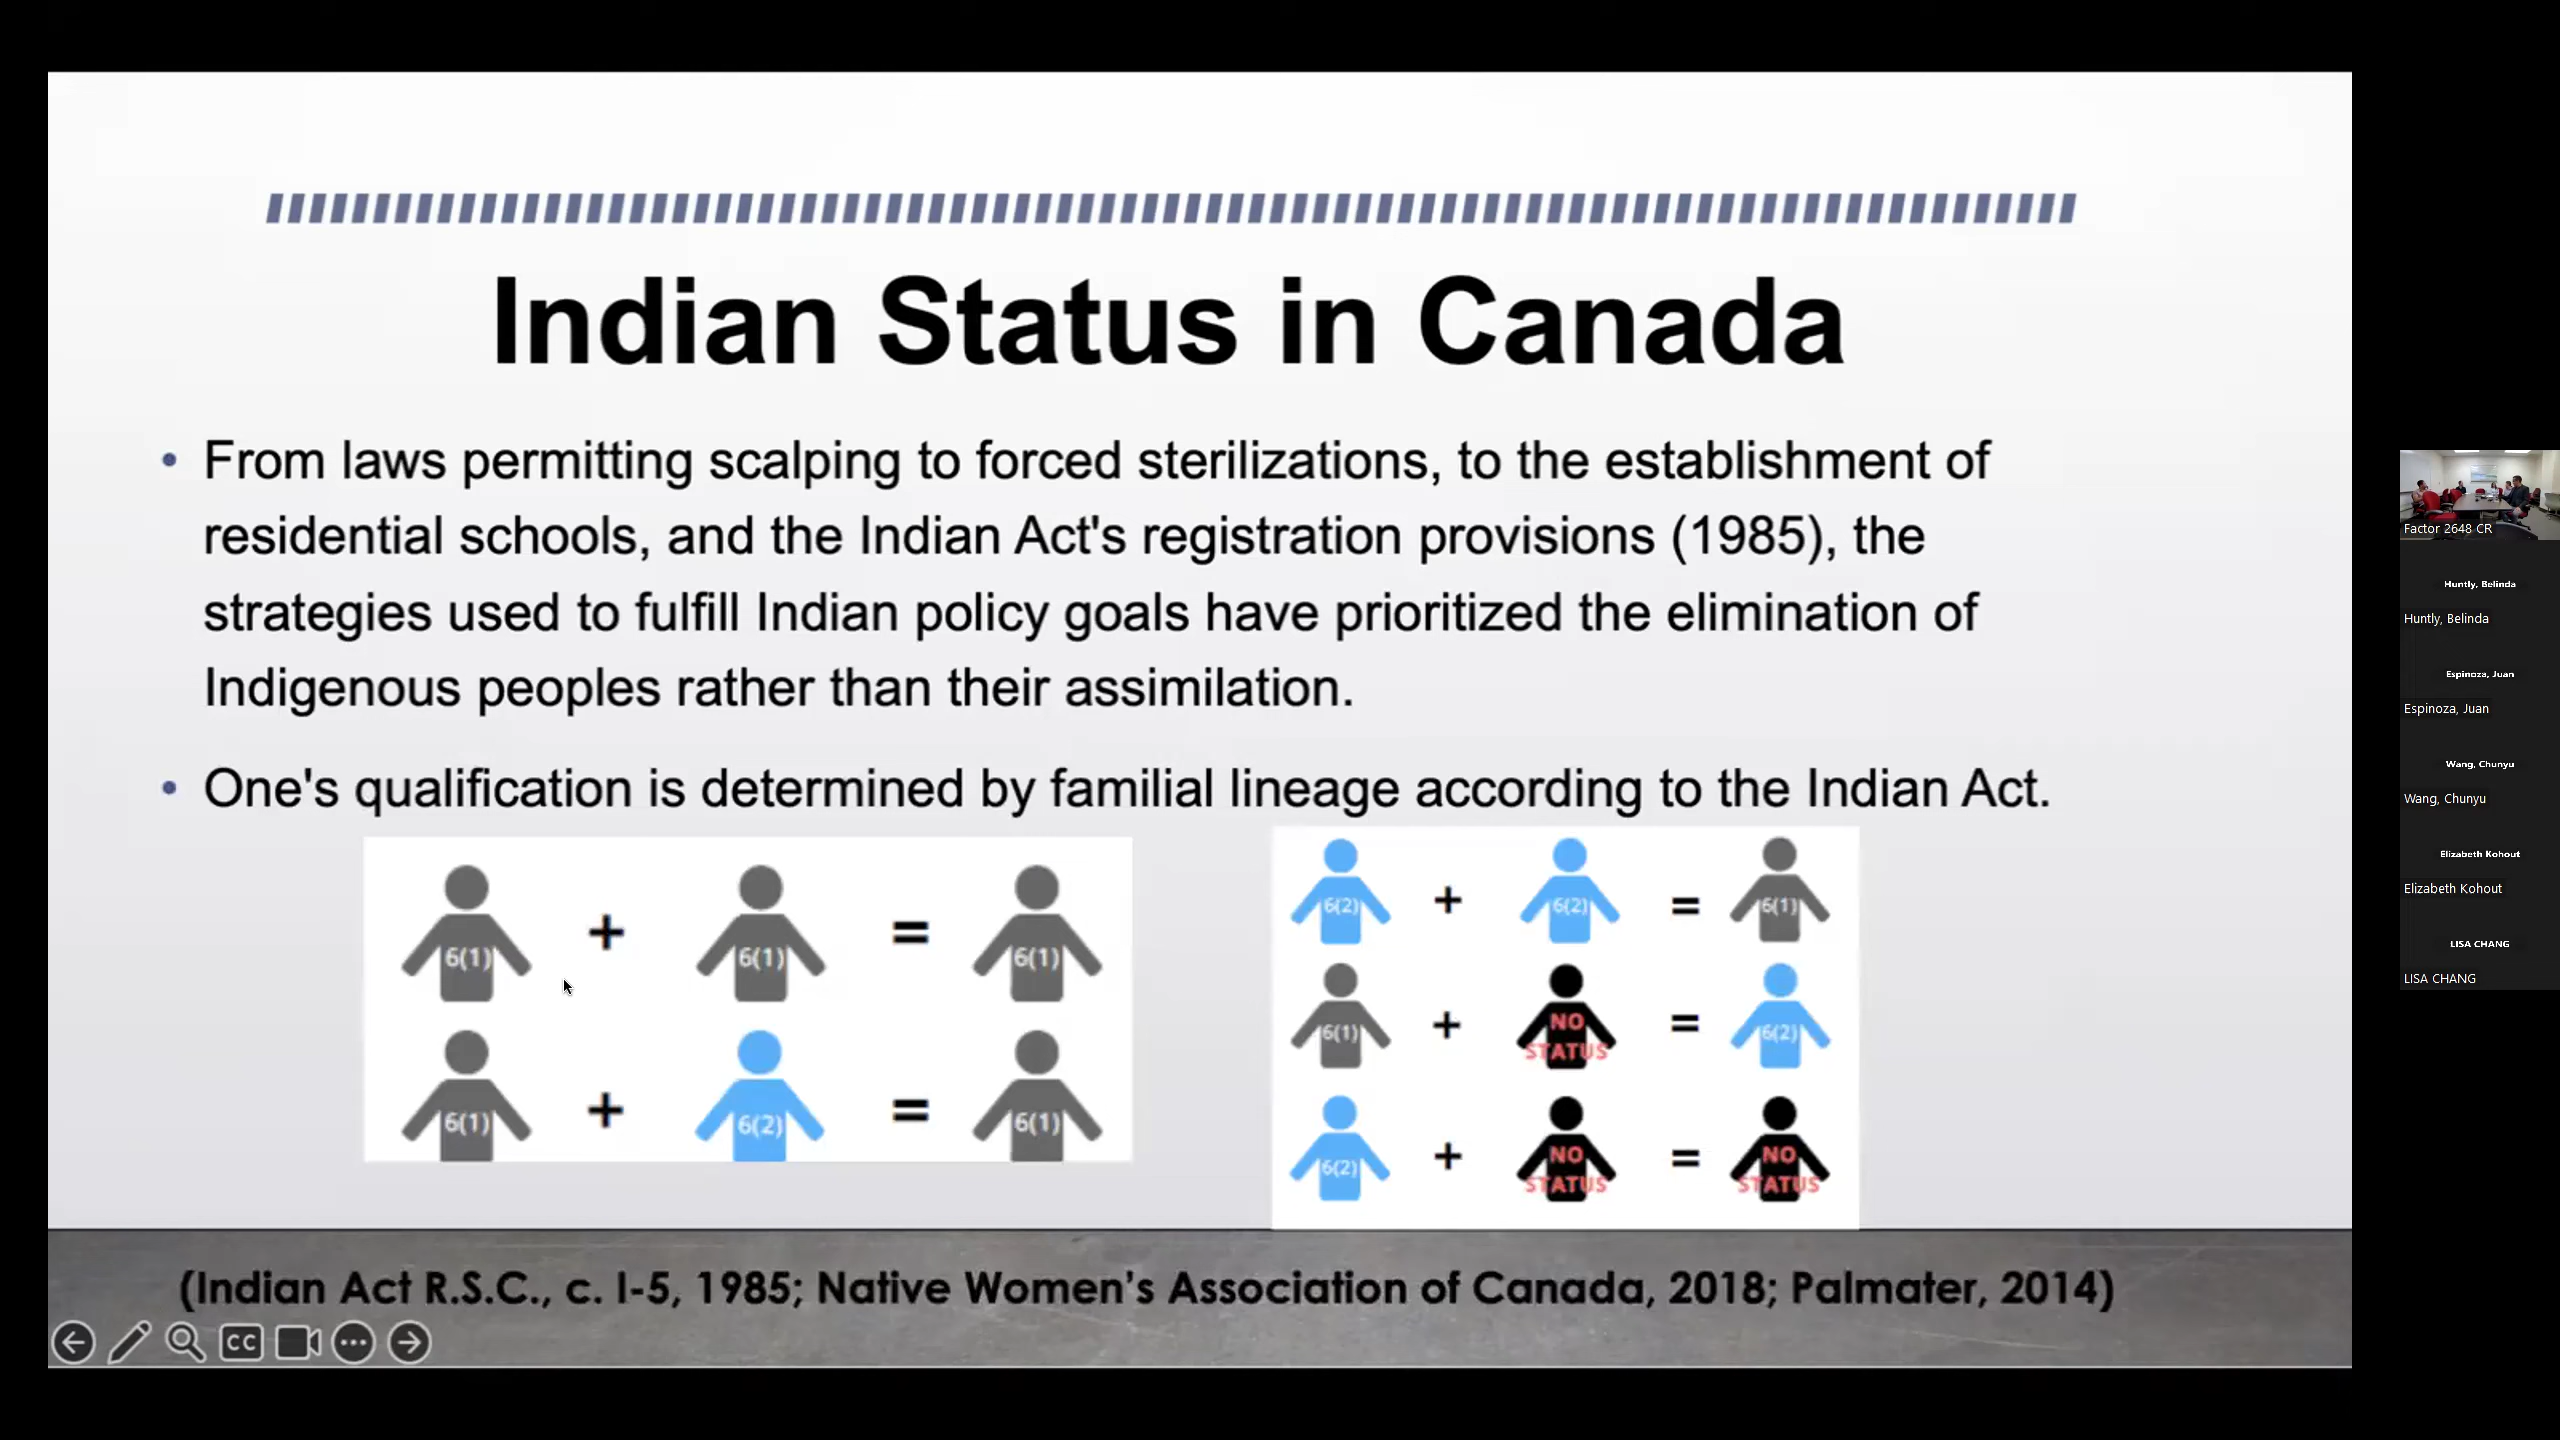 Indian Status in Canada
• From laws permitting scalping to forced sterilizations, to the establishment of
residential schools, and the Indian Act's registration provisions (1985), the
strategies used to fulfill Indian policy goals have prioritized the elimination of
Indigenous peoples rather than their assimilation.
• One's qualification is determined by familial lineage according to the Indian Act.
6(1) + 6(1) = 6(1)
6(1) + 6(2) = 6(1)
6(2) + 6(2) = 6(1)
6(1) + NO STATUS = 6(2)
6(2) + NO STATUS = NO STATUS
(Indian Act R.S.C., c. I-5, 1985; Native Women's Association of Canada, 2018; Palmater, 2014)
CC
Factor 2648 CR
Huntly, Belinda
Huntly, Belinda
Espinoza, Juan
Espinoza, Juan
Wang, Chunyu
Wang, Chunyu
Elizabeth Kohout
Elizabeth Kohout
LISA CHANG
LISA CHANG